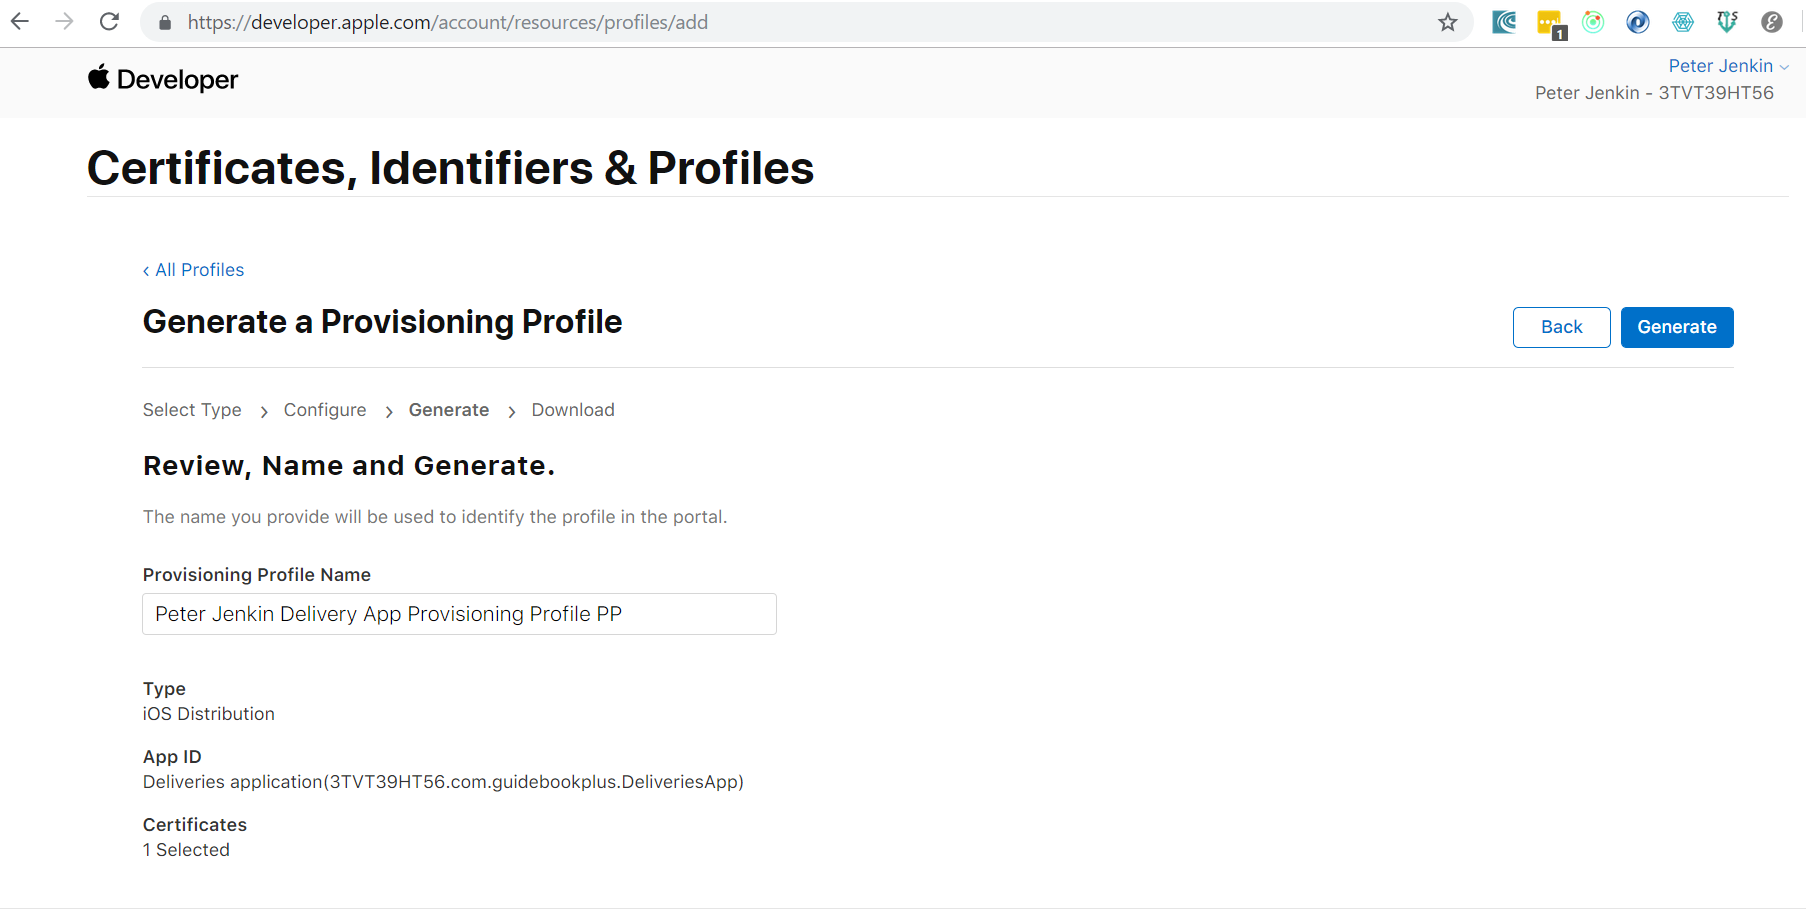 https://developer.apple.com/account/resources/profiles/add
1
Developer
Peter Jenkin
Peter Jenkin - 3TVT39HT56
Certificates, Identifiers & Profiles
‹ All Profiles
Generate a Provisioning Profile
Back
Generate
Select Type > Configure > Generate > Download
Review, Name and Generate.
The name you provide will be used to identify the profile in the portal.
Provisioning Profile Name
Peter Jenkin Delivery App Provisioning Profile PP
Type
iOS Distribution
App ID
Deliveries application(3TVT39HT56.com.guidebookplus.DeliveriesApp)
Certificates
1 Selected